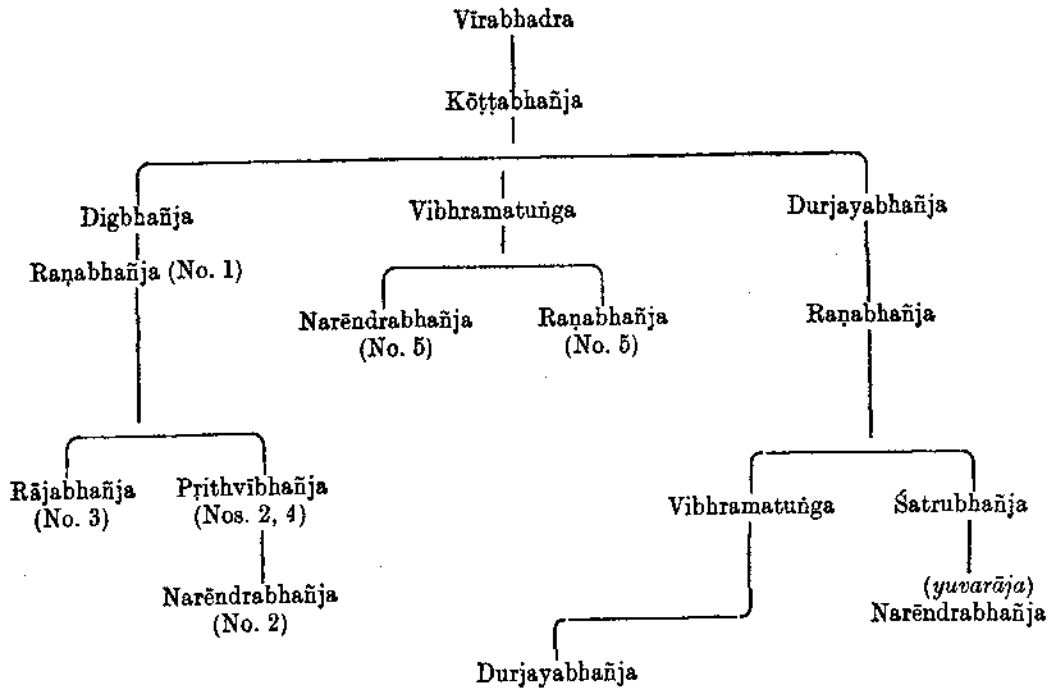 Vīrabhadra
Kōṭṭabhañja
Digbhañja
Vibhramatuṅga
Durjayabhañja
Raṇabhañja (No. 1)
Narēndrabhañja
(No. 5)
Raṇabhañja
(No. 5)
Raṇabhañja
Rājabhañja
(No. 3)
Pṛithvībhañja
(Nos. 2, 4)
Vibhramatuṅga
Śatrubhañja
Narēndrabhañja
(No. 2)
(yuvarāja)
Narēndrabhañja
Durjayabhañja